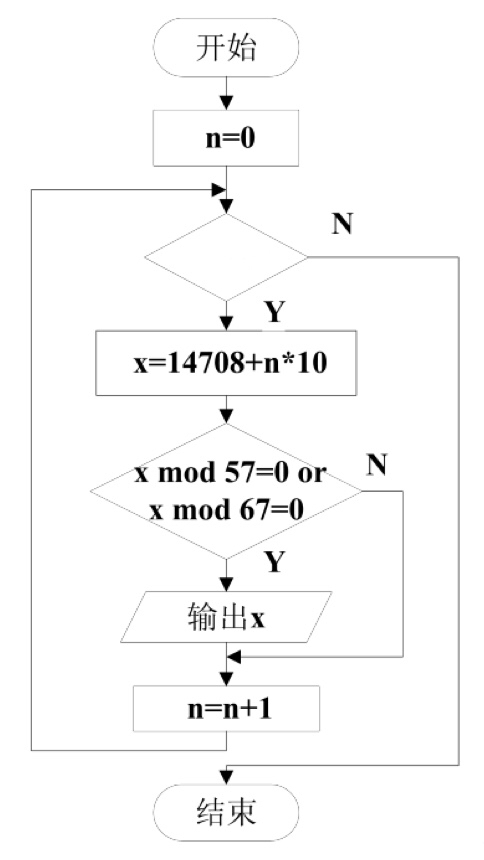 开始
n=0
N
Y
x=14708+n*10
x mod 57=0 or
x mod 67=0
N
Y
输出x
n=n+1
结束